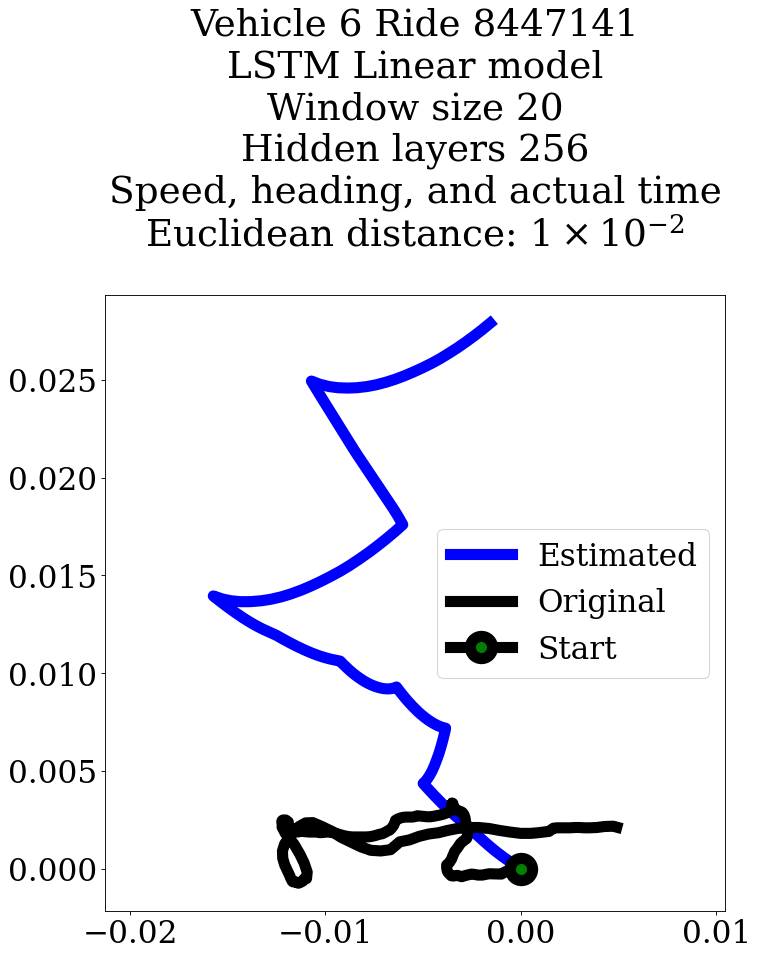 Vehicle 6 Ride 8447141
LSTM Linear model
Window size 20
Hidden layers 256
Speed, heading, and actual time
Euclidean distance: 1 × 10⁻²
0.025
0.020
0.015
0.010
0.005
0.000
Estimated
Original
Start
−0.02 −0.01 0.00 0.01